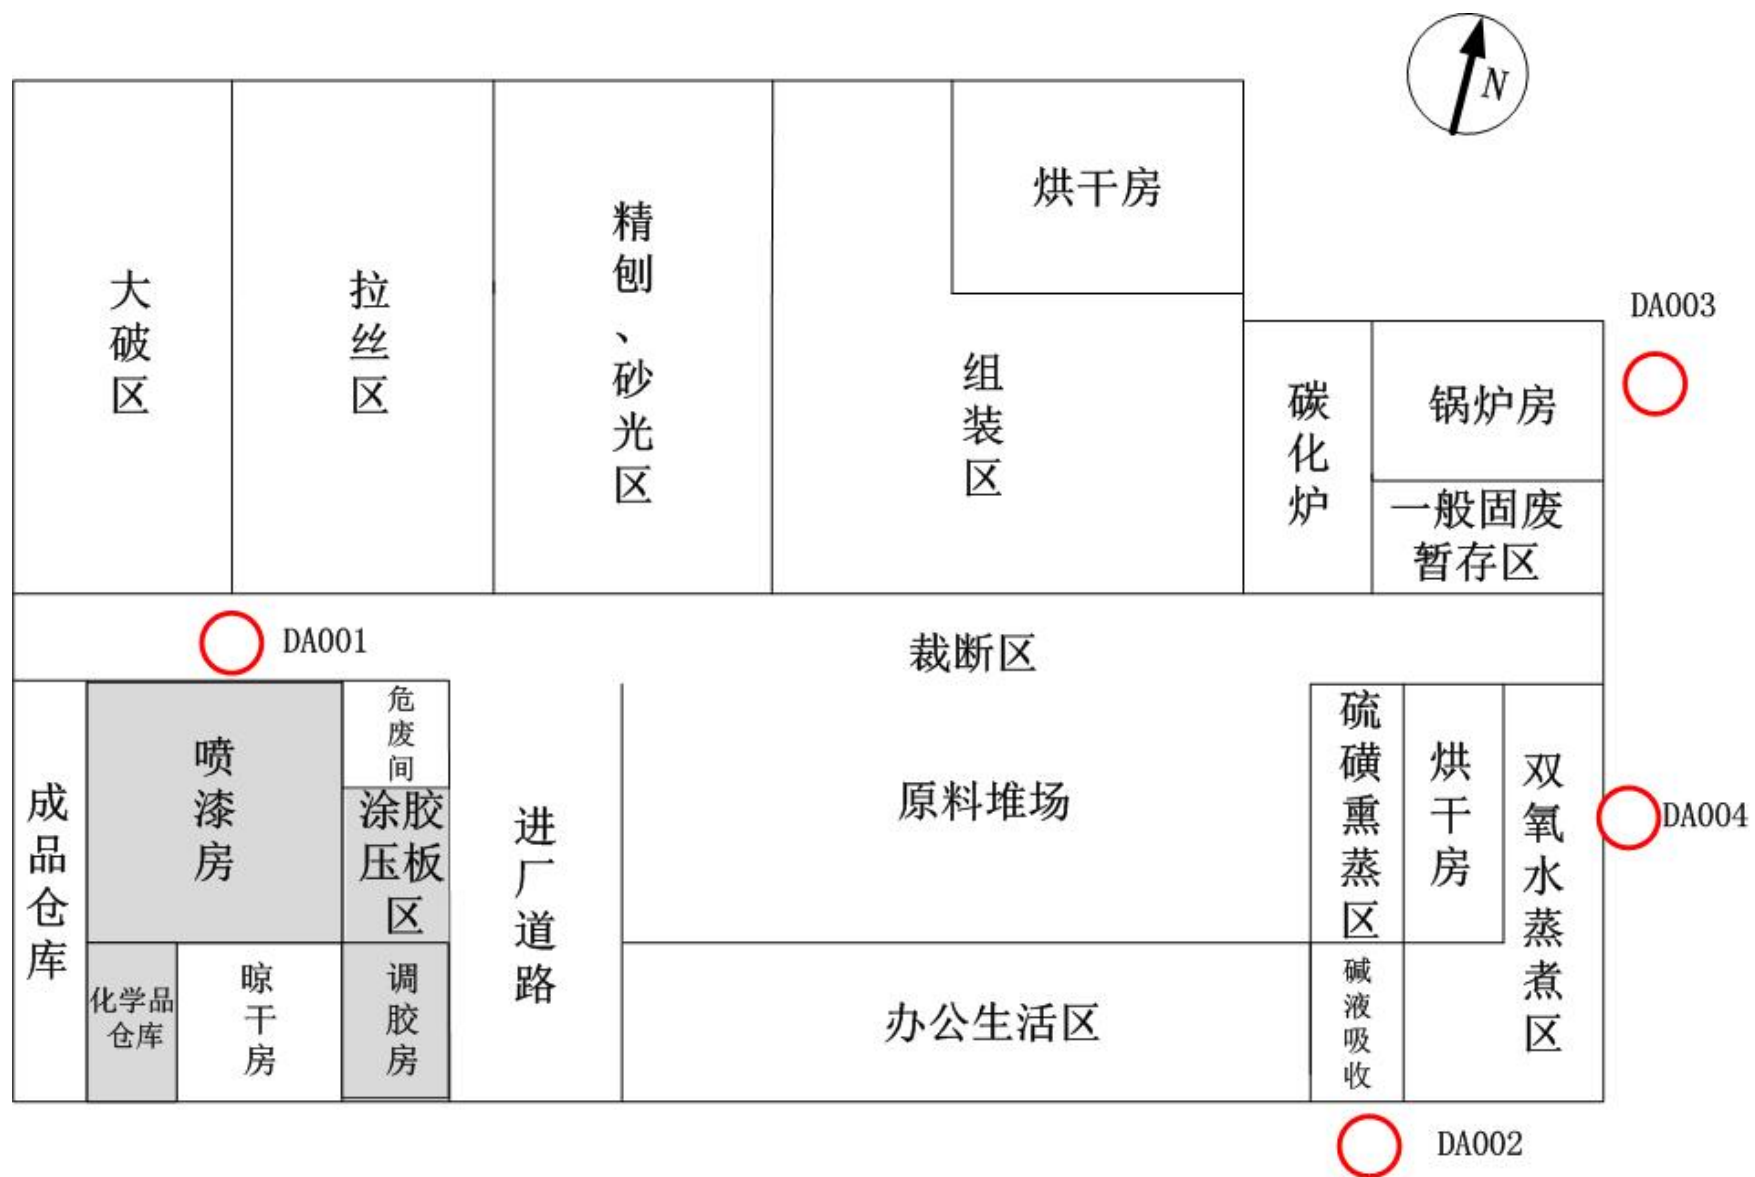 N
烘干房
大破区
拉丝区
精刨、砂光区
组装区
DA003
碳化炉
锅炉房
一般固废
暂存区
DA001
裁断区
成品仓库
喷漆房
危废间
涂胶
压板
区
进厂道路
原料堆场
硫磺熏蒸区
烘干房
双氧水蒸煮区
DA004
化学品
仓库
晾干房
调胶房
办公生活区
碱液吸收
DA002